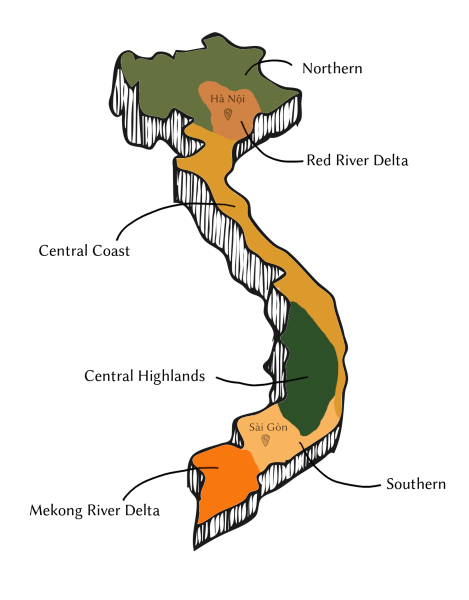 Northern
Hà Nội
Red River Delta
Central Coast
Central Highlands
Sài Gòn
Southern
Mekong River Delta